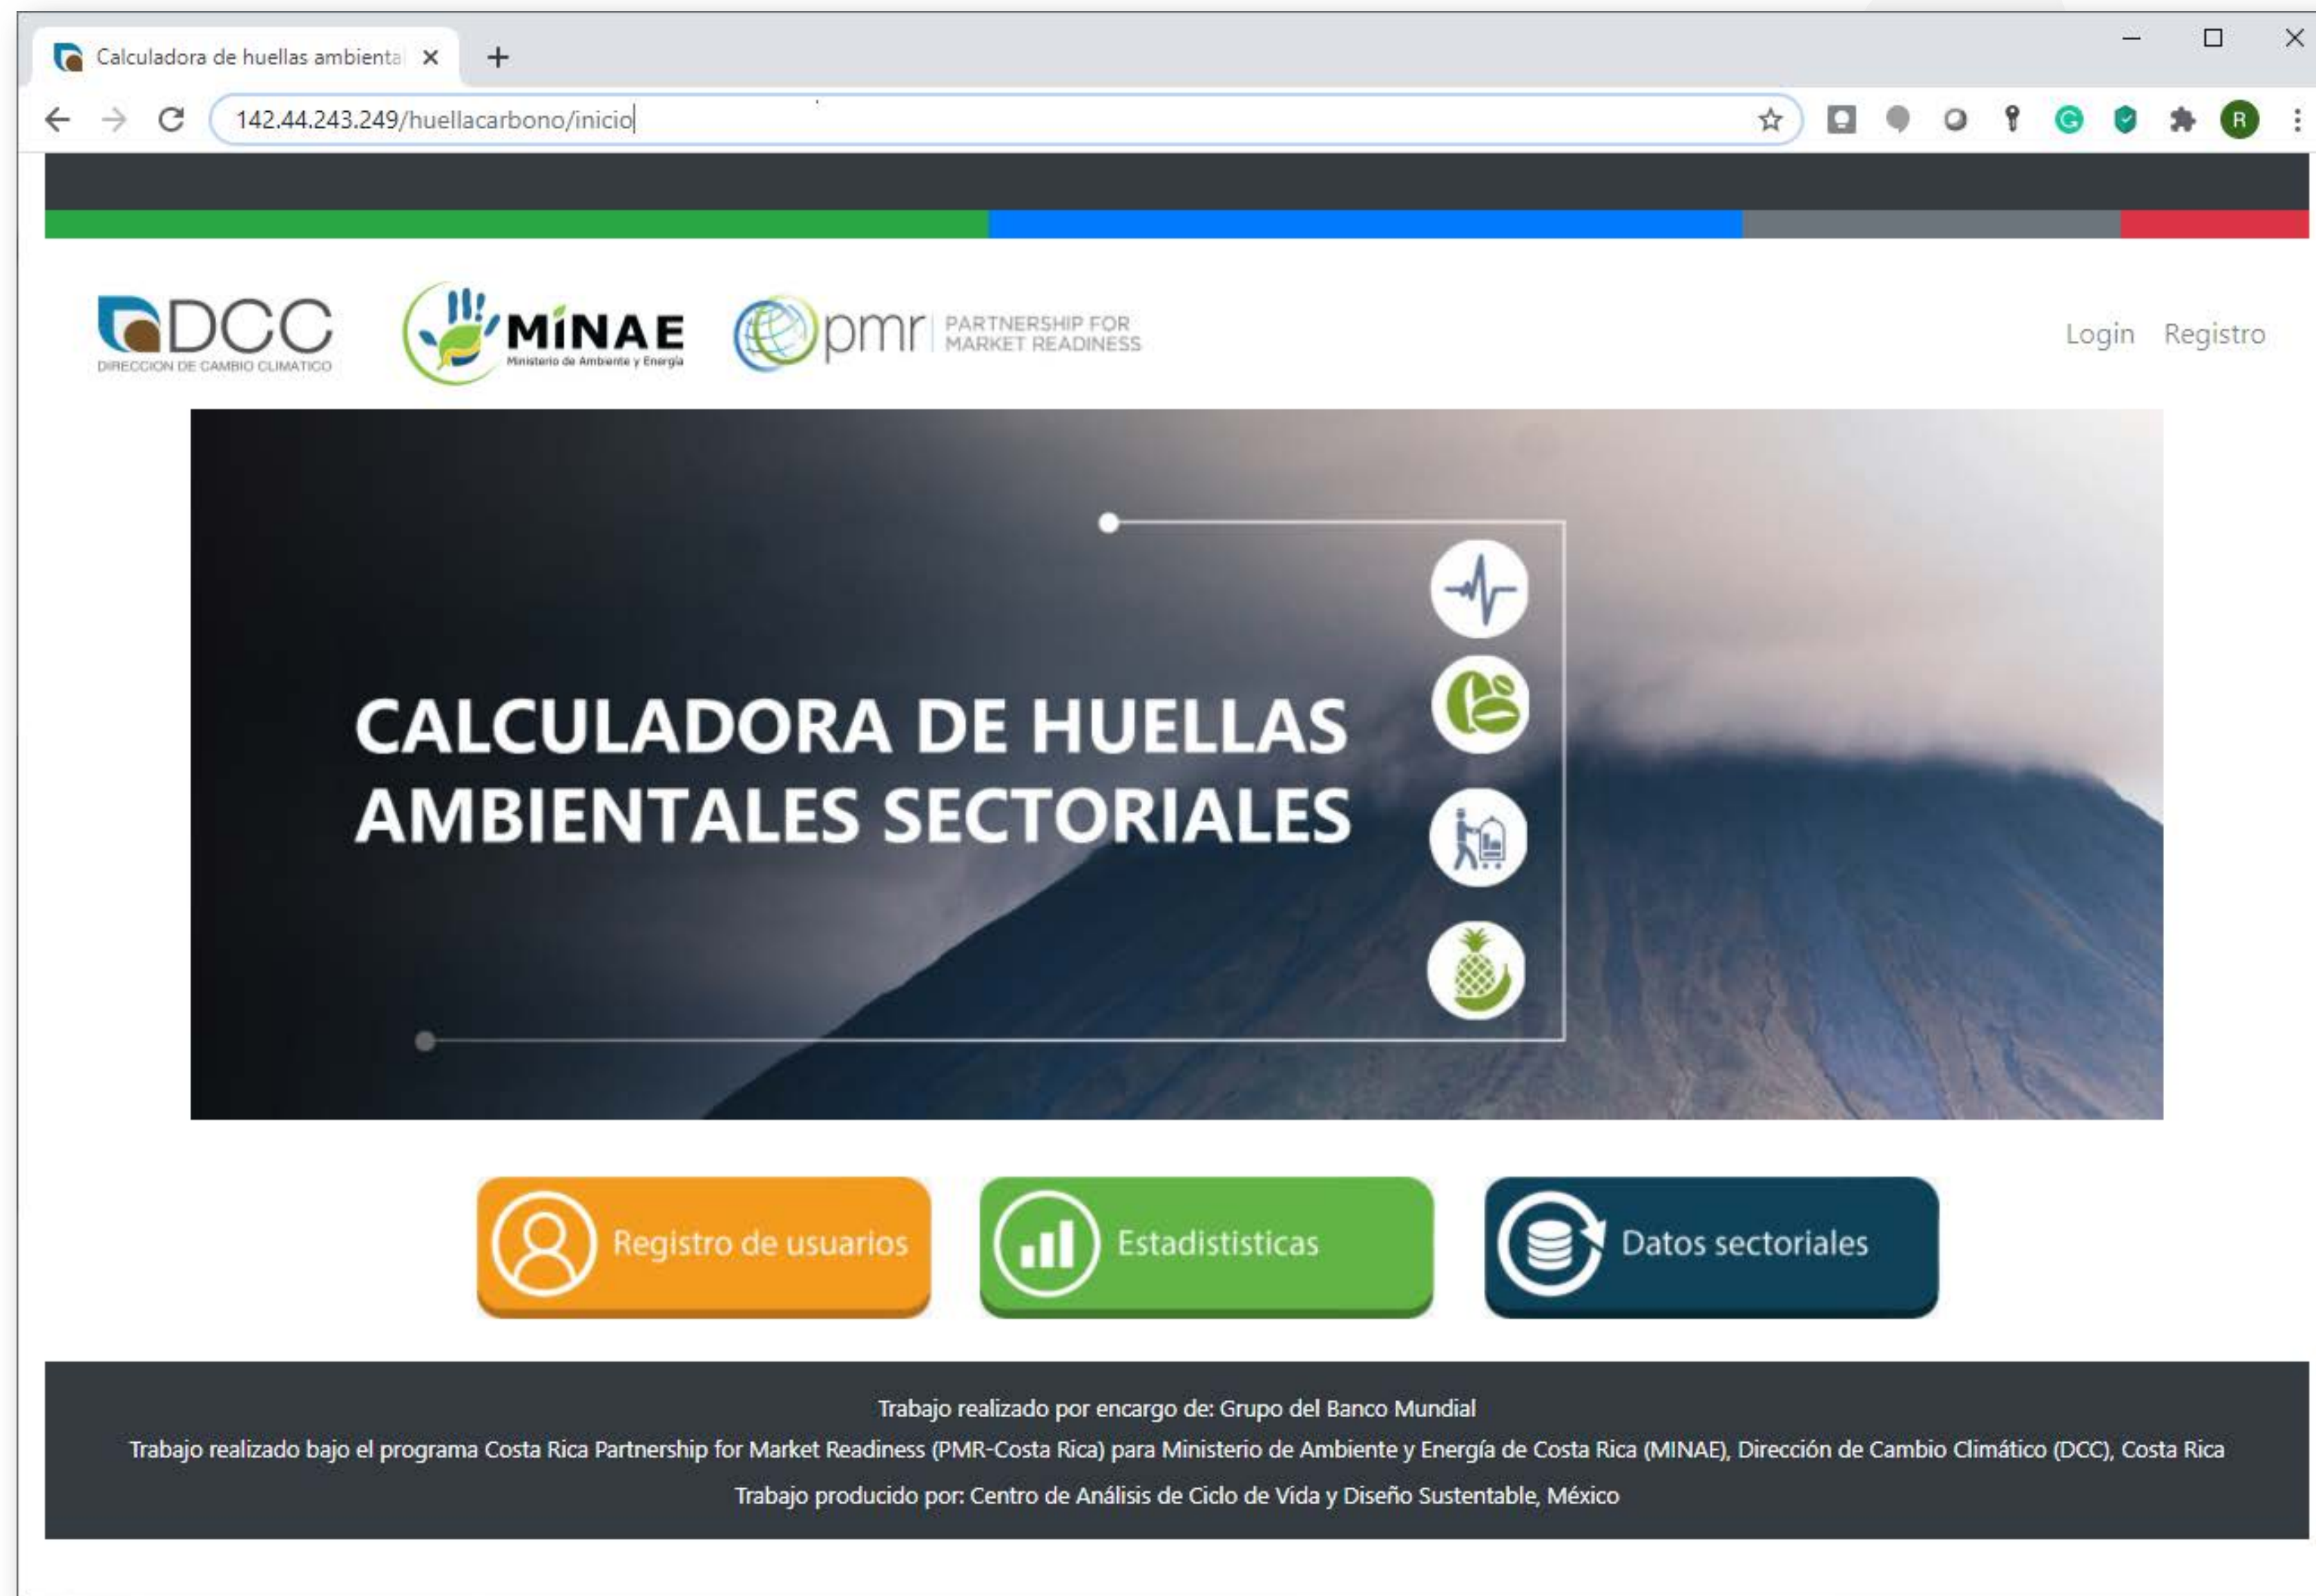 Calculadora de huellas ambiental
142.44.243.249/huellacarbono/inicio
R
DCC
DIRECCION DE CAMBIO CLIMATICO
MÍNAE
Ministerio de Ambiente y Energía
pmr
PARTNERSHIP FOR
MARKET READINESS
Login Registro
CALCULADORA DE HUELLAS
AMBIENTALES SECTORIALES
Registro de usuarios
Estadististicas
Datos sectoriales
Trabajo realizado por encargo de: Grupo del Banco Mundial
Trabajo realizado bajo el programa Costa Rica Partnership for Market Readiness (PMR-Costa Rica) para Ministerio de Ambiente y Energía de Costa Rica (MINAE), Dirección de Cambio Climático (DCC), Costa Rica
Trabajo producido por: Centro de Análisis de Ciclo de Vida y Diseño Sustentable, México